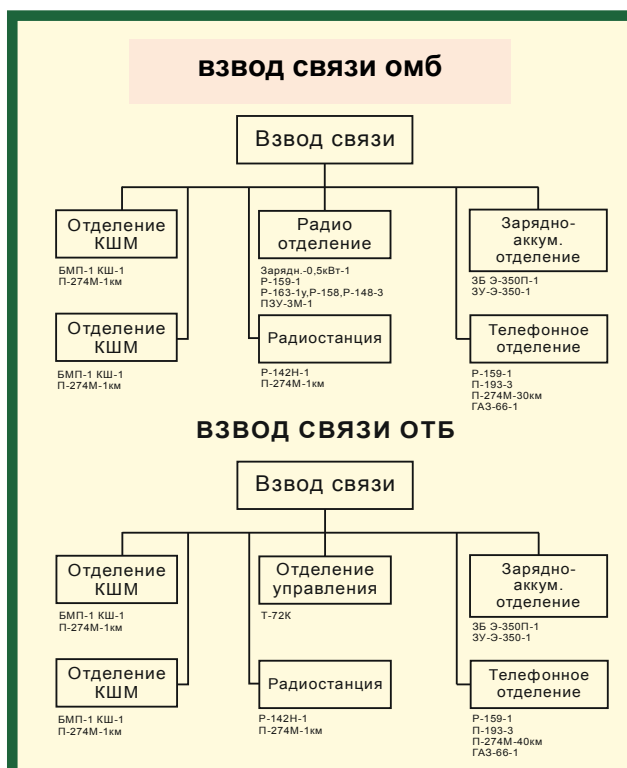 взвод связи омб
Взвод связи
Отделение
КШМ
БМП-1 КШ-1
П-274М-1км
Радио
отделение
Зарядн.-0,5кВт-1
Р-159-1
Р-163-1у,Р-158,Р-148-3
ПЗУ-3М-1
Зарядно-
аккум.
отделение
ЗБ Э-350П-1
ЗУ-Э-350-1
Отделение
КШМ
БМП-1 КШ-1
П-274М-1км
Радиостанция
Р-142Н-1
П-274М-1км
Телефонное
отделение
Р-159-1
П-193-3
П-274М-30км
ГАЗ-66-1
ВЗВОД СВЯЗИ ОТБ
Взвод связи
Отделение
КШМ
БМП-1 КШ-1
П-274М-1км
Отделение
управления
Т-72К
Зарядно-
аккум.
отделение
ЗБ Э-350П-1
ЗУ-Э-350-1
Отделение
КШМ
БМП-1 КШ-1
П-274М-1км
Радиостанция
Р-142Н-1
П-274М-1км
Телефонное
отделение
Р-159-1
П-193-3
П-274М-40км
ГАЗ-66-1